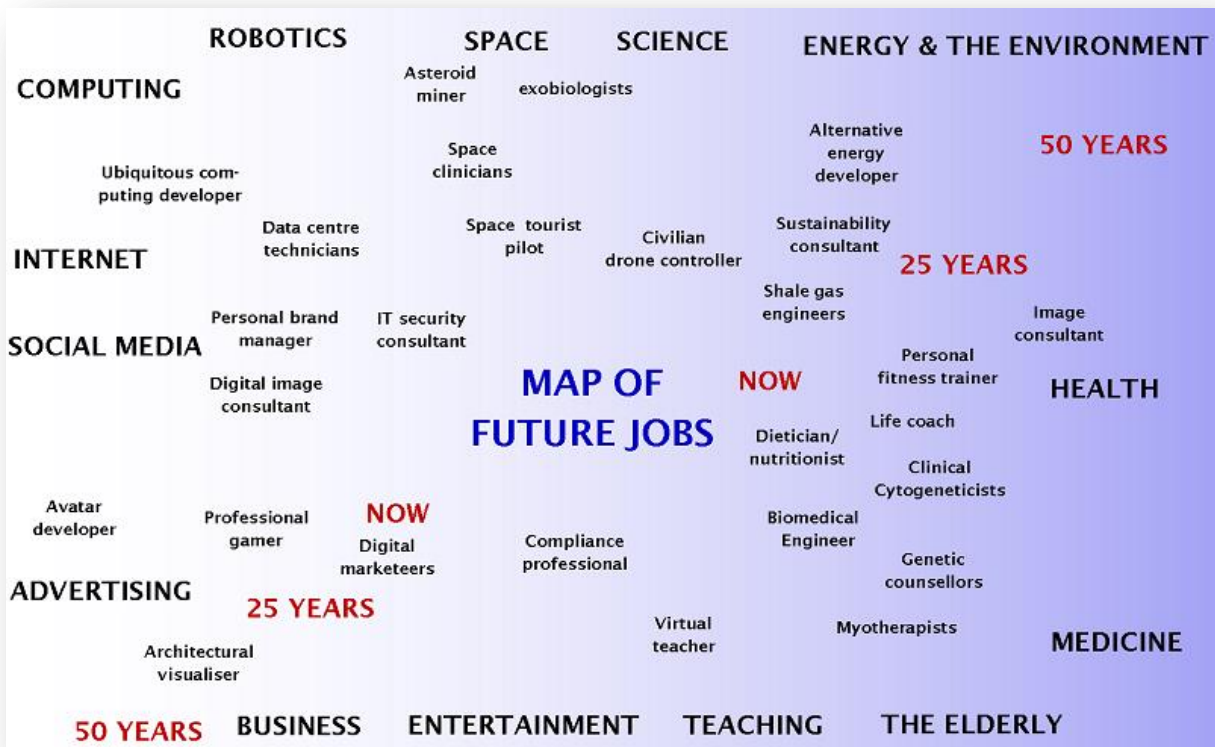 ROBOTICS
SPACE
SCIENCE
ENERGY & THE ENVIRONMENT
COMPUTING
Asteroid
miner
exobiologists
Alternative
energy
developer
50 YEARS
Space
clinicians
Ubiquitous com-
puting developer
Data centre
technicians
Space tourist
pilot
Civilian
drone controller
Sustainability
consultant
INTERNET
25 YEARS
Shale gas
engineers
Image
consultant
Personal brand
manager
IT security
consultant
SOCIAL MEDIA
Personal
fitness trainer
MAP OF
FUTURE JOBS
NOW
HEALTH
Digital image
consultant
Life coach
Dietician/
nutritionist
Clinical
Cytogeneticists
Avatar
developer
Professional
gamer
NOW
Digital
marketeers
Compliance
professional
Biomedical
Engineer
Genetic
counsellors
ADVERTISING
25 YEARS
Virtual
teacher
Myotherapists
MEDICINE
Architectural
visualiser
50 YEARS
BUSINESS
ENTERTAINMENT
TEACHING
THE ELDERLY